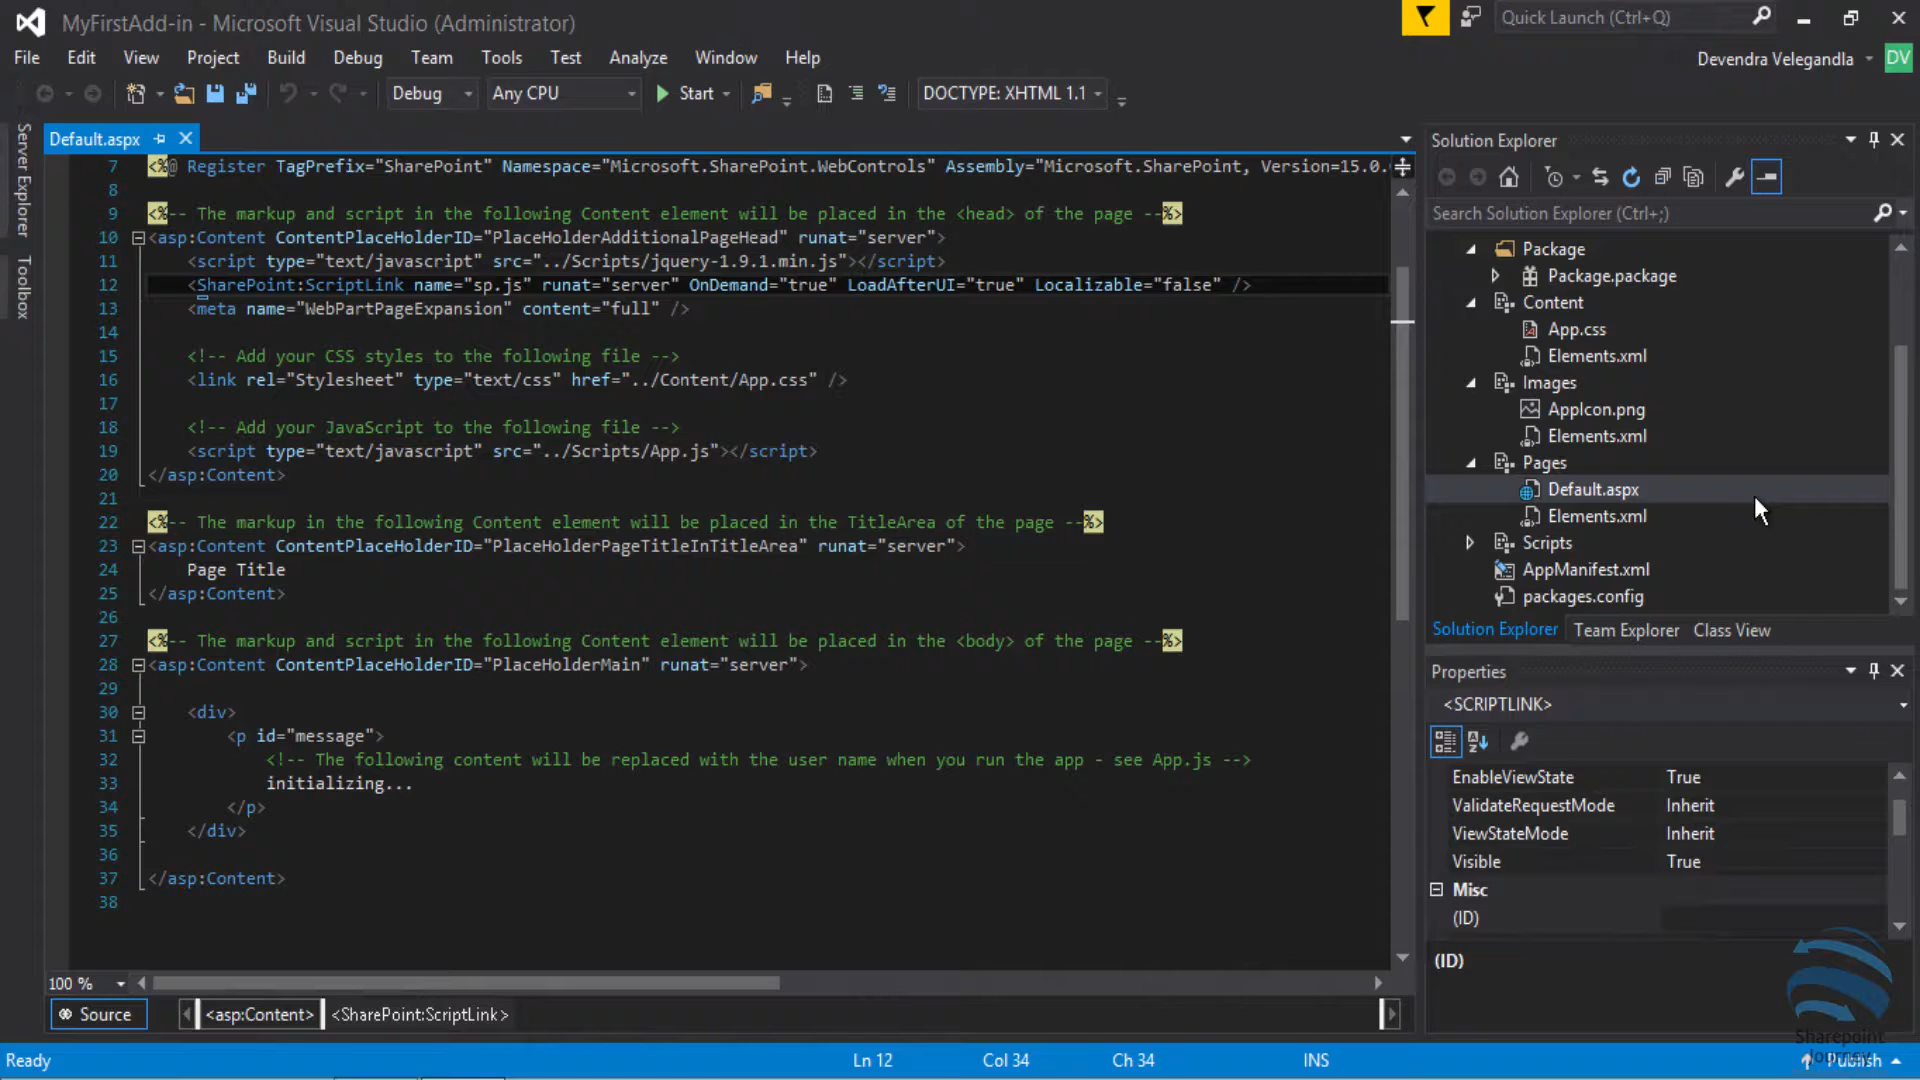 MyFirstAdd-in - Microsoft Visual Studio (Administrator)
Quick Launch (Ctrl+Q)
File Edit View Project Build Debug Team Tools Test Analyze Window Help
Devendra Velegandla DV
Debug Any CPU Start DOCTYPE: XHTML 1.1
Server Explorer
Toolbox
Default.aspx
7 <%@ Register TagPrefix="SharePoint" Namespace="Microsoft.SharePoint.WebControls" Assembly="Microsoft.SharePoint, Version=15.0.
8
9 <%-- The markup and script in the following Content element will be placed in the <head> of the page --%>
10 <asp:Content ContentPlaceHolderID="PlaceHolderAdditionalPageHead" runat="server">
11 <script type="text/javascript" src="../Scripts/jquery-1.9.1.min.js"></script>
12 <SharePoint:ScriptLink name="sp.js" runat="server" OnDemand="true" LoadAfterUI="true" Localizable="false" />
13 <meta name="WebPartPageExpansion" content="full" />
14
15 <!-- Add your CSS styles to the following file -->
16 <link rel="Stylesheet" type="text/css" href="../Content/App.css" />
17
18 <!-- Add your JavaScript to the following file -->
19 <script type="text/javascript" src="../Scripts/App.js"></script>
20 </asp:Content>
21
22 <%-- The markup in the following Content element will be placed in the TitleArea of the page --%>
23 <asp:Content ContentPlaceHolderID="PlaceHolderPageTitleInTitleArea" runat="server">
24 Page Title
25 </asp:Content>
26
27 <%-- The markup and script in the following Content element will be placed in the <body> of the page --%>
28 <asp:Content ContentPlaceHolderID="PlaceHolderMain" runat="server">
29
30 <div>
31 <p id="message">
32 <!-- The following content will be replaced with the user name when you run the app - see App.js -->
33 initializing...
34 </p>
35 </div>
36
37 </asp:Content>
38
100 %
Source <asp:Content> <SharePoint:ScriptLink>
Solution Explorer
Search Solution Explorer (Ctrl+;)
Package
Package.package
Content
App.css
Elements.xml
Images
AppIcon.png
Elements.xml
Pages
Default.aspx
Elements.xml
Scripts
AppManifest.xml
packages.config
Solution Explorer Team Explorer Class View
Properties
<SCRIPTLINK>
EnableViewState True
ValidateRequestMode Inherit
ViewStateMode Inherit
Visible True
Misc
(ID)
(ID)
Sharepoint
Journey
Ready Ln 12 Col 34 Ch 34 INS Publish